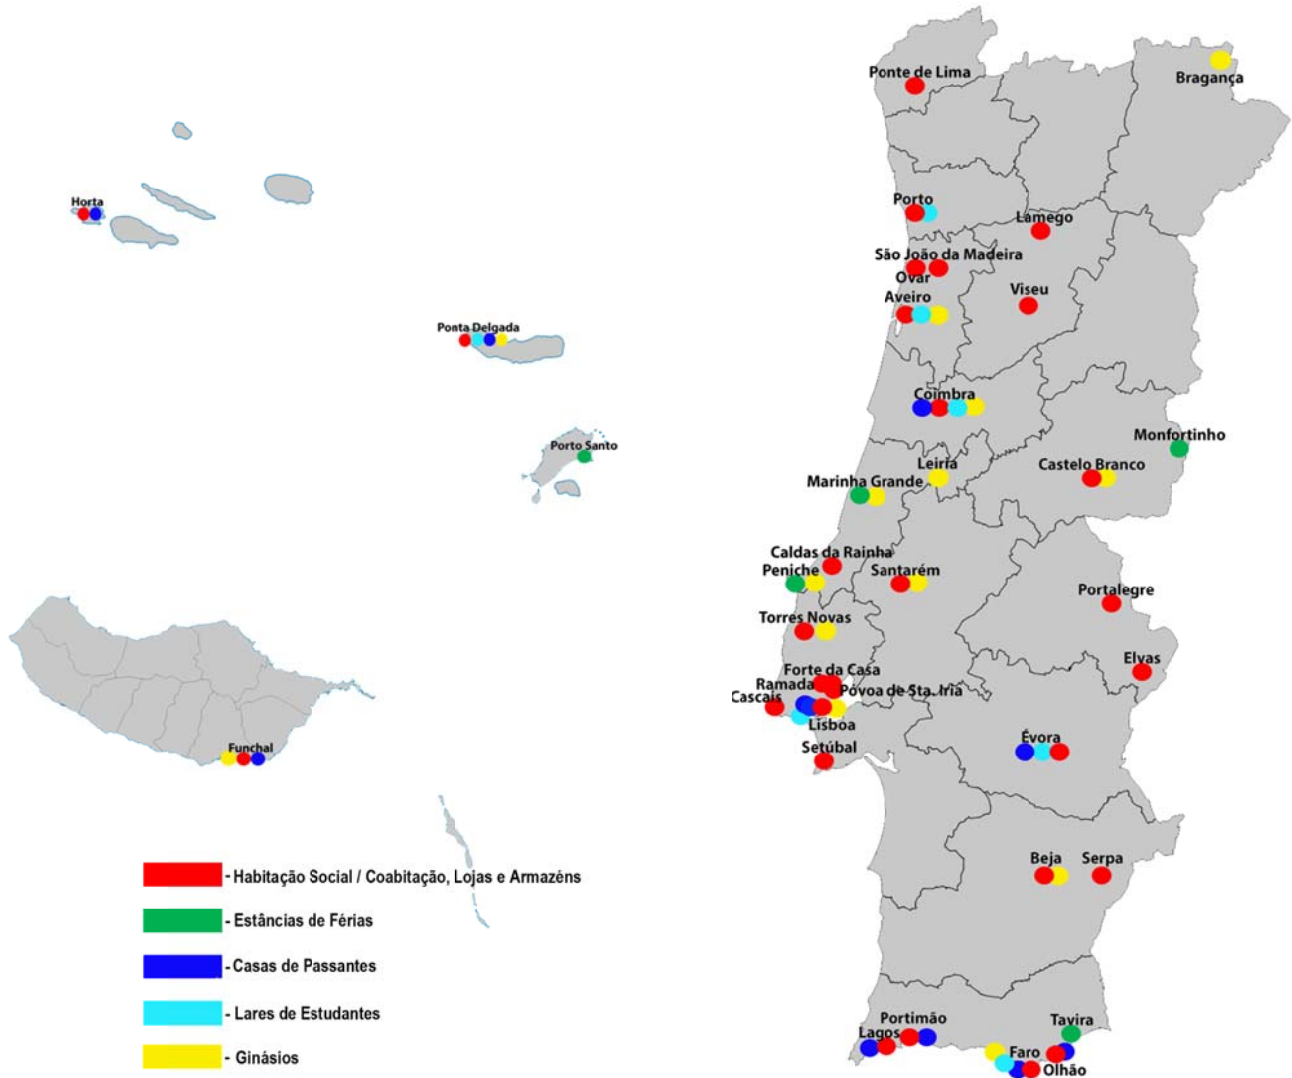 Ponte de Lima
Bragança
Horta
Porto
Lamego
São João da Madeira
Ovar
Viseu
Aveiro
Ponta Delgada
Coimbra
Monfortinho
Porto Santo
Leiria
Castelo Branco
Marinha Grande
Caldas da Rainha
Peniche
Santarém
Portalegre
Torres Novas
Elvas
Forte da Casa
Ramada
Póvoa de Sta. Iria
Cascais
Lisboa
Évora
Setúbal
Funchal
Beja
Serpa
- Habitação Social / Coabitação, Lojas e Armazéns
- Estâncias de Férias
- Casas de Passantes
- Lares de Estudantes
- Ginásios
Portimão
Tavira
Lagos
Faro
Olhão